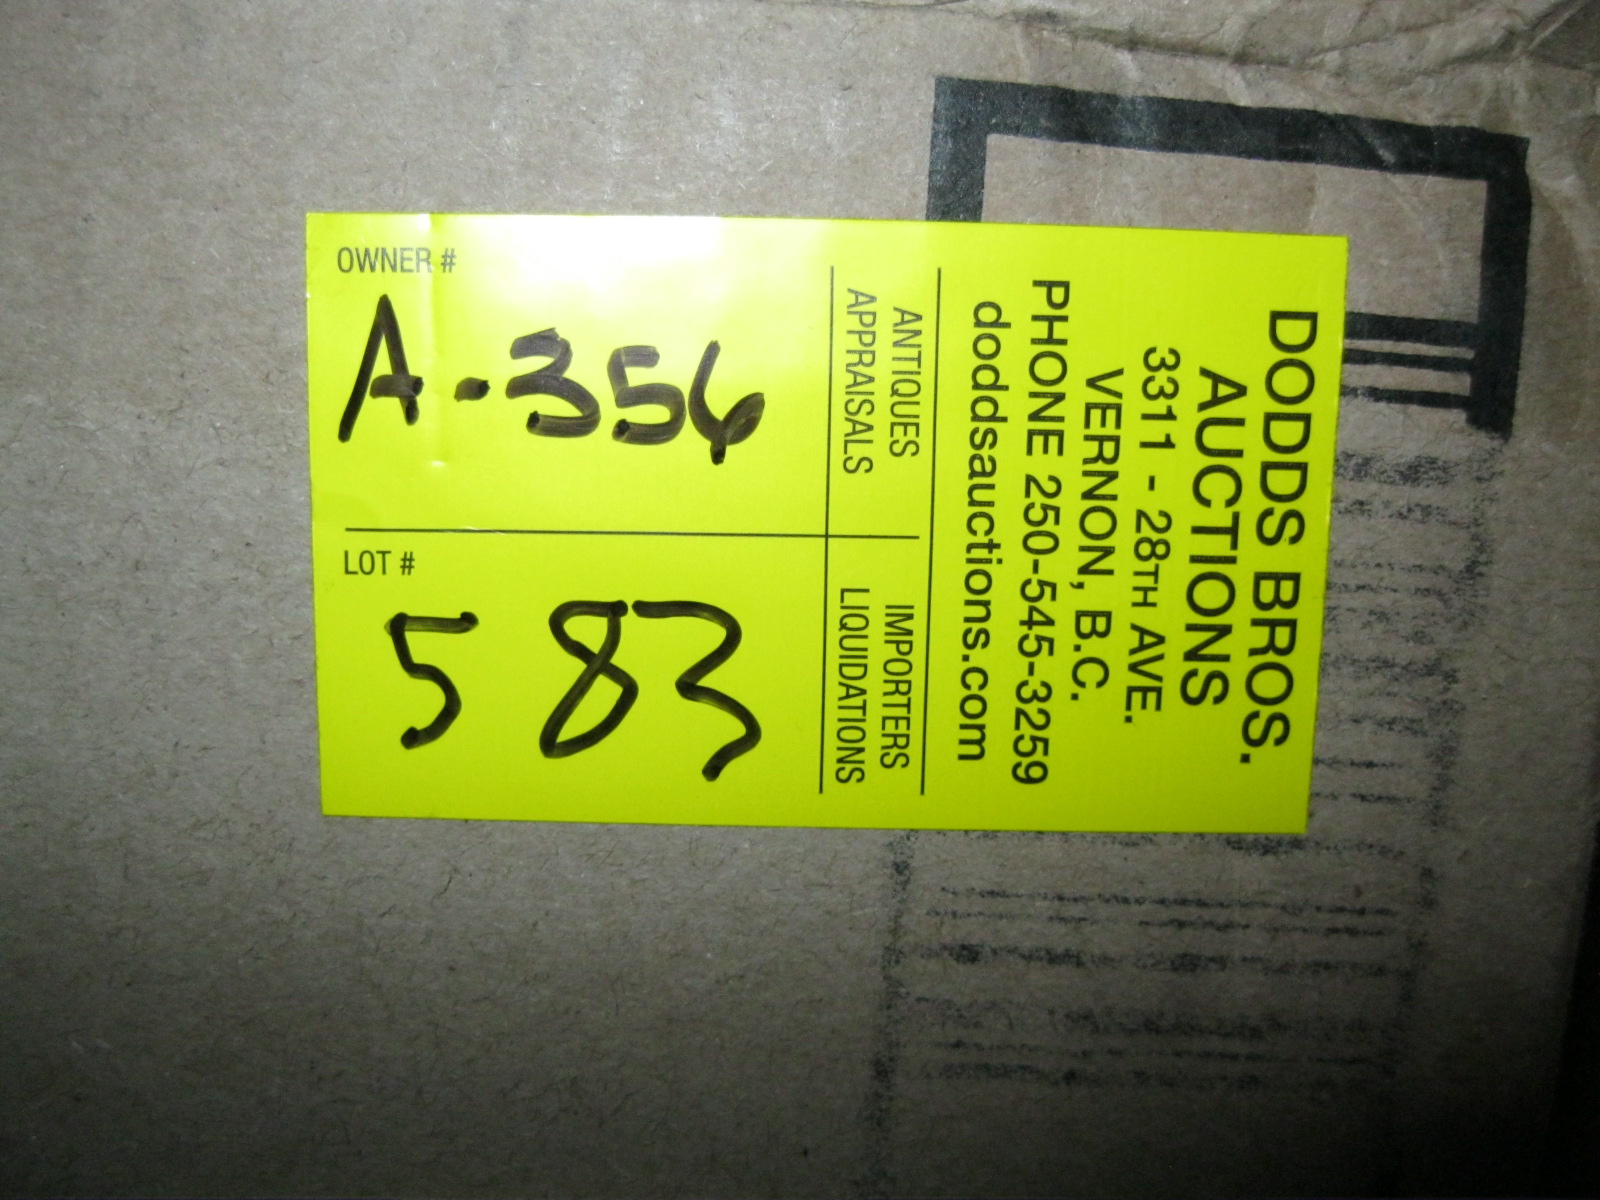 DODDS BROS.
AUCTIONS
3311 - 28TH AVE.
VERNON, B.C.
PHONE 250-545-3259
doddsauctions.com
ANTIQUES
APPRAISALS
IMPORTERS
LIQUIDATIONS
OWNER #
A-356
LOT #
583